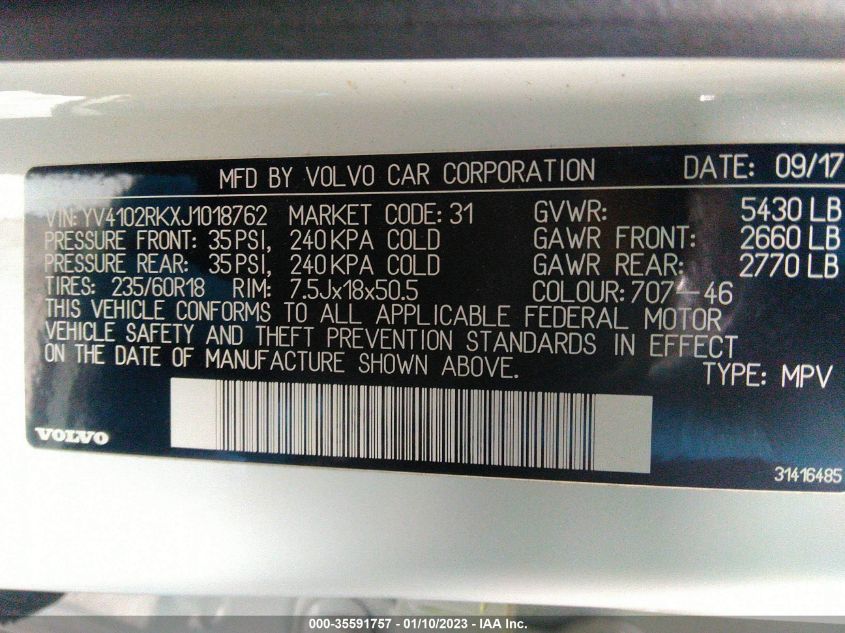 MFD BY VOLVO CAR CORPORATION DATE: 09/17
VIN: YV4102RKXJ1018762 MARKET CODE: 31 GVWR: 5430 LB
PRESSURE FRONT: 35 PSI, 240 KPA COLD GAWR FRONT: 2660 LB
PRESSURE REAR: 35 PSI, 240 KPA COLD GAWR REAR: 2770 LB
TIRES: 235/60R18 RIM: 7.5Jx18x50.5 COLOUR: 707-46
THIS VEHICLE CONFORMS TO ALL APPLICABLE FEDERAL MOTOR
VEHICLE SAFETY AND THEFT PREVENTION STANDARDS IN EFFECT
ON THE DATE OF MANUFACTURE SHOWN ABOVE.
TYPE: MPV
VOLVO
31416485
000-35591757 - 01/10/2023 - IAA Inc.